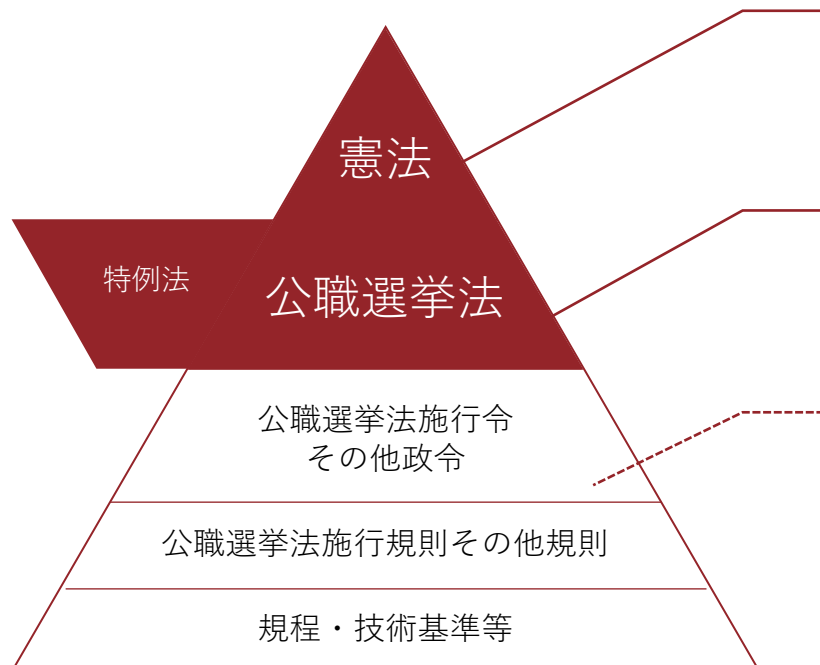 憲法
特例法
公職選挙法
公職選挙法施行令
その他政令
公職選挙法施行規則その他規則
規程・技術基準等